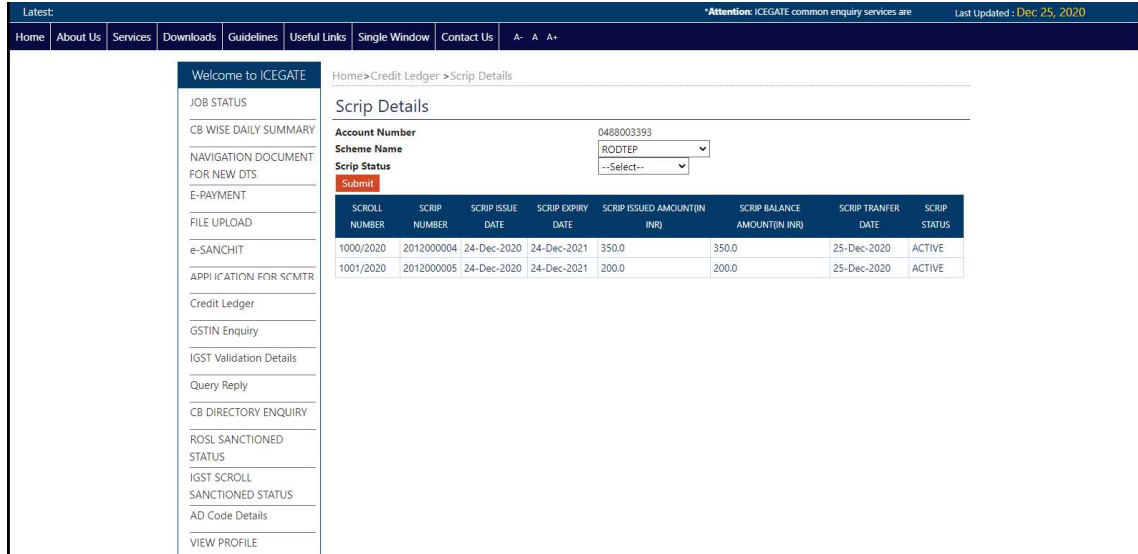 Latest:
*Attention: ICEGATE common enquiry services are
Last Updated : Dec 25, 2020
Home About Us Services Downloads Guidelines Useful Links Single Window Contact Us A- A A+
Welcome to ICEGATE
JOB STATUS
CB WISE DAILY SUMMARY
NAVIGATION DOCUMENT
FOR NEW DTS
E-PAYMENT
FILE UPLOAD
e-SANCHIT
APPLICATION FOR SCMTR
Credit Ledger
GSTIN Enquiry
IGST Validation Details
Query Reply
CB DIRECTORY ENQUIRY
ROSL SANCTIONED
STATUS
IGST SCROLL
SANCTIONED STATUS
AD Code Details
VIEW PROFILE
Home>Credit Ledger >Scrip Details
Scrip Details
Account Number 0488003393
Scheme Name RODTEP
Scrip Status --Select--
Submit
SCROLL SCRIP SCRIP ISSUE SCRIP EXPIRY SCRIP ISSUED AMOUNT(IN SCRIP BALANCE SCRIP TRANFER SCRIP
NUMBER NUMBER DATE DATE INR) AMOUNT(IN INR) DATE STATUS
1000/2020 2012000004 24-Dec-2020 24-Dec-2021 350.0 350.0 25-Dec-2020 ACTIVE
1001/2020 2012000005 24-Dec-2020 24-Dec-2021 200.0 200.0 25-Dec-2020 ACTIVE